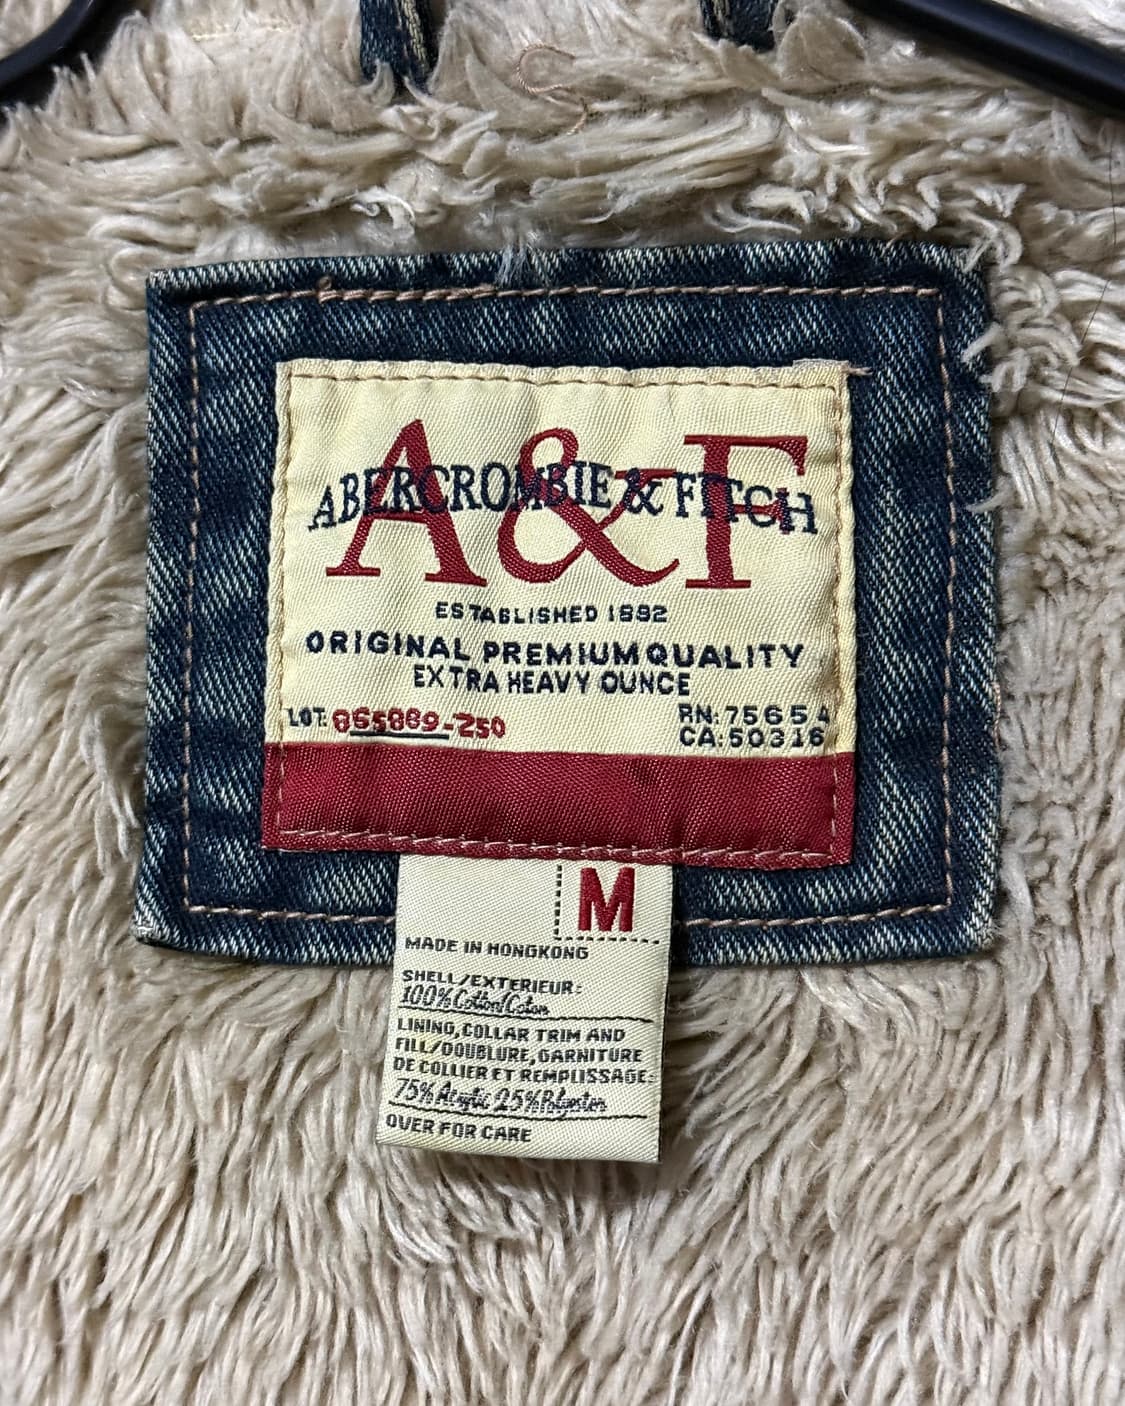 A&F
ABERCROMBIE & FITCH
ESTABLISHED 1892
ORIGINAL PREMIUM QUALITY
EXTRA HEAVY OUNCE
LOT: 865889-250
RN: 75654
CA: 50316
M
MADE IN HONGKONG
SHELL/EXTERIEUR:
100% Cotton/Coton
LINING, COLLAR TRIM AND
FILL/DOUBLURE, GARNITURE
DE COLLIER ET REMPLISSAGE:
75% Acrylic 25% Polyester
OVER FOR CARE